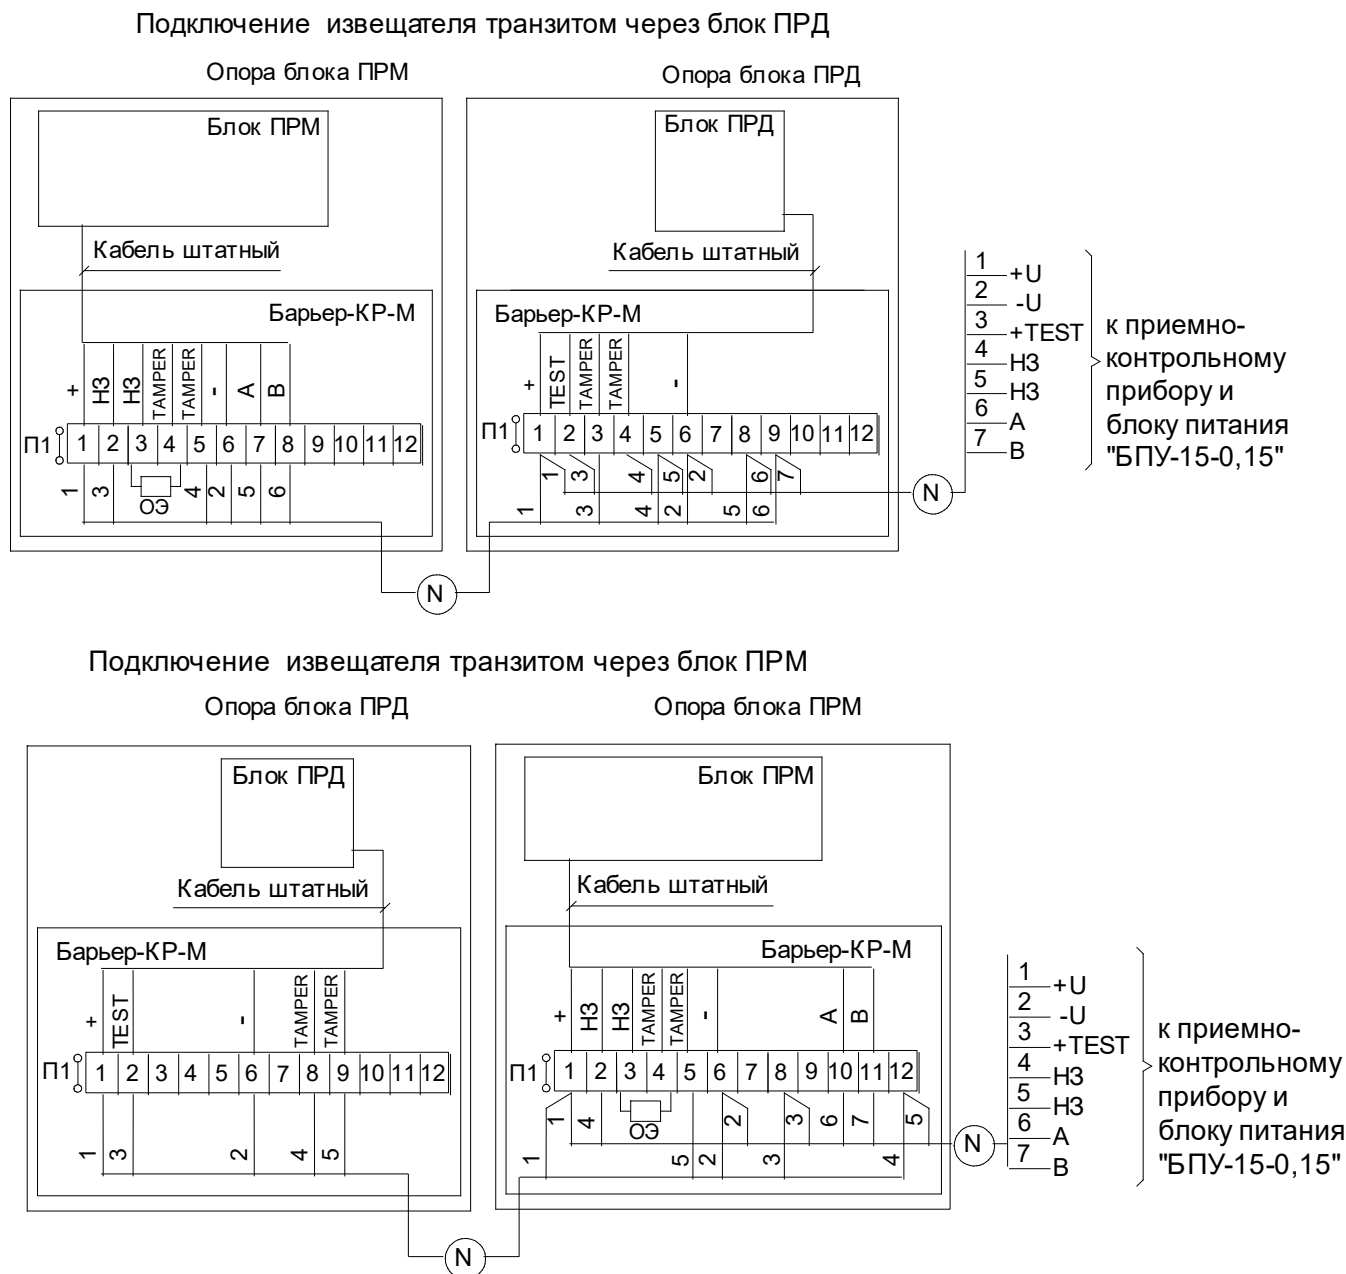 Подключение извещателя транзитом через блок ПРД
Опора блока ПРМ
Опора блока ПРД
Блок ПРМ
Кабель штатный
Барьер-КР-М
+ НЗ НЗ TAMPER TAMPER - A B
П1 1 2 3 4 5 6 7 8 9 10 11 12
1 3 ОЭ 4 2 5 6
Блок ПРД
Кабель штатный
Барьер-КР-М
+ TEST TAMPER TAMPER -
П1 1 2 3 4 5 6 7 8 9 10 11 12
1 3 4 5 2 6 7
1 3 4 2 5 6
N
N
1 +U
2 -U
3 +TEST
4 НЗ
5 НЗ
6 A
7 B
к приемно-
контрольному
прибору и
блоку питания
"БПУ-15-0,15"
Подключение извещателя транзитом через блок ПРМ
Опора блока ПРД
Опора блока ПРМ
Блок ПРД
Кабель штатный
Барьер-КР-М
+ TEST - TAMPER TAMPER
П1 1 2 3 4 5 6 7 8 9 10 11 12
1 3 2 4 5
Блок ПРМ
Кабель штатный
Барьер-КР-М
+ НЗ НЗ TAMPER TAMPER - A B
П1 1 2 3 4 5 6 7 8 9 10 11 12
1 4 ОЭ 2 3 6 7 5
1 5 2 3 4
N
N
1 +U
2 -U
3 +TEST
4 НЗ
5 НЗ
6 A
7 B
к приемно-
контрольному
прибору и
блоку питания
"БПУ-15-0,15"